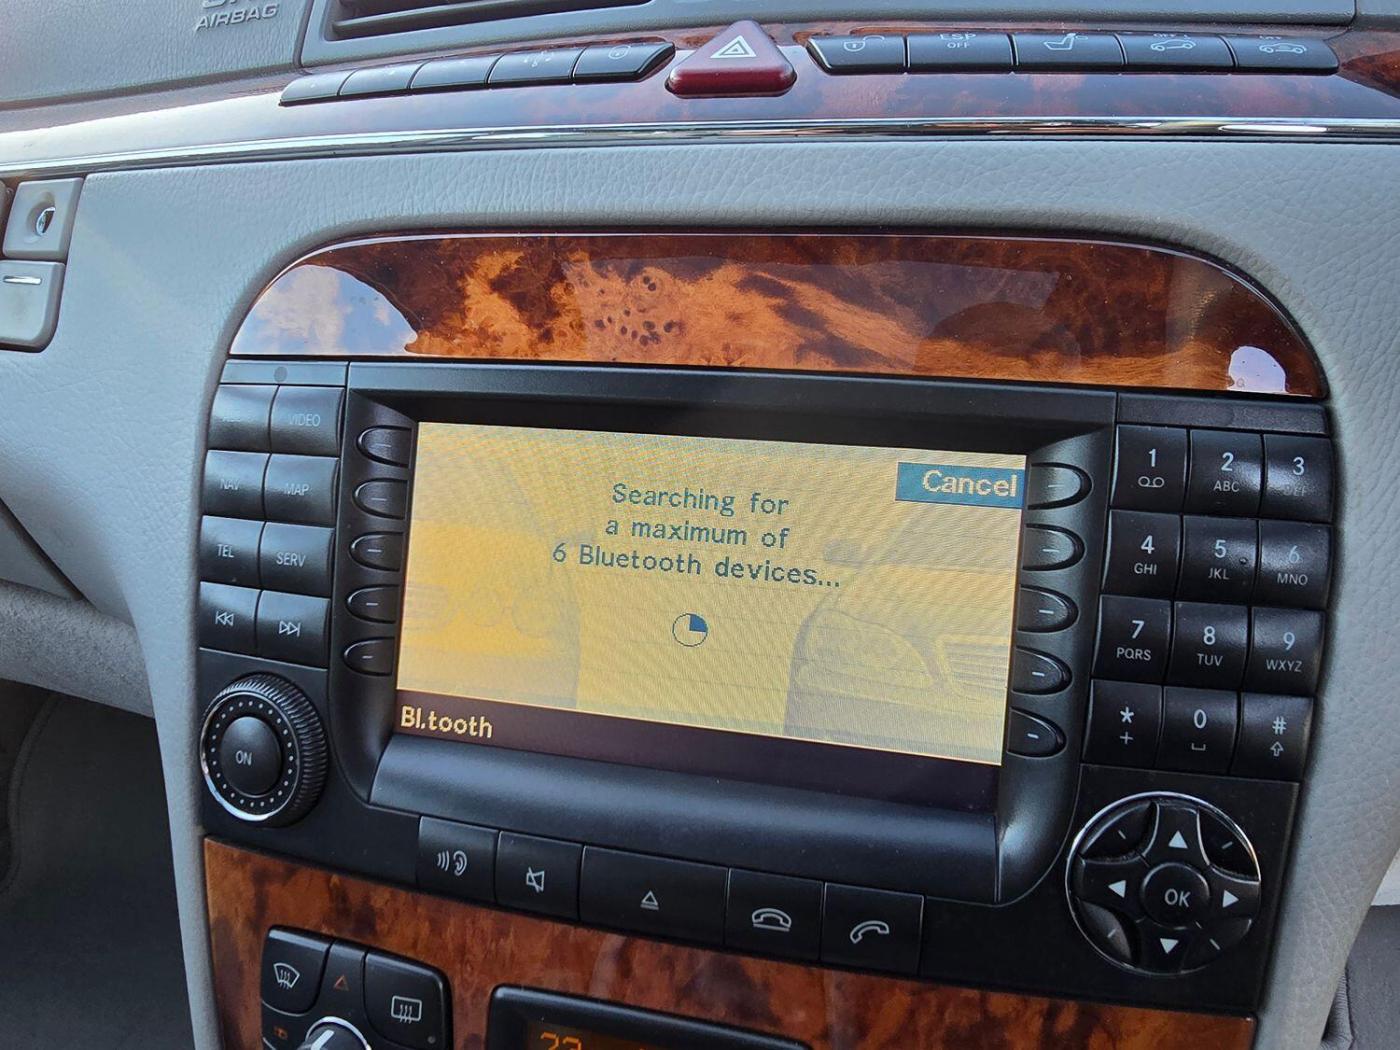 AIRBAG
ESP
OFF
VIDEO
NAV
MAP
TEL
SERV
ON
Searching for
a maximum of
6 Bluetooth devices...
Cancel
Bl.tooth
1
2
ABC
3
DEF
4
GHI
5
JKL
6
MNO
7
PQRS
8
TUV
9
WXYZ
*
+
0
#
OK